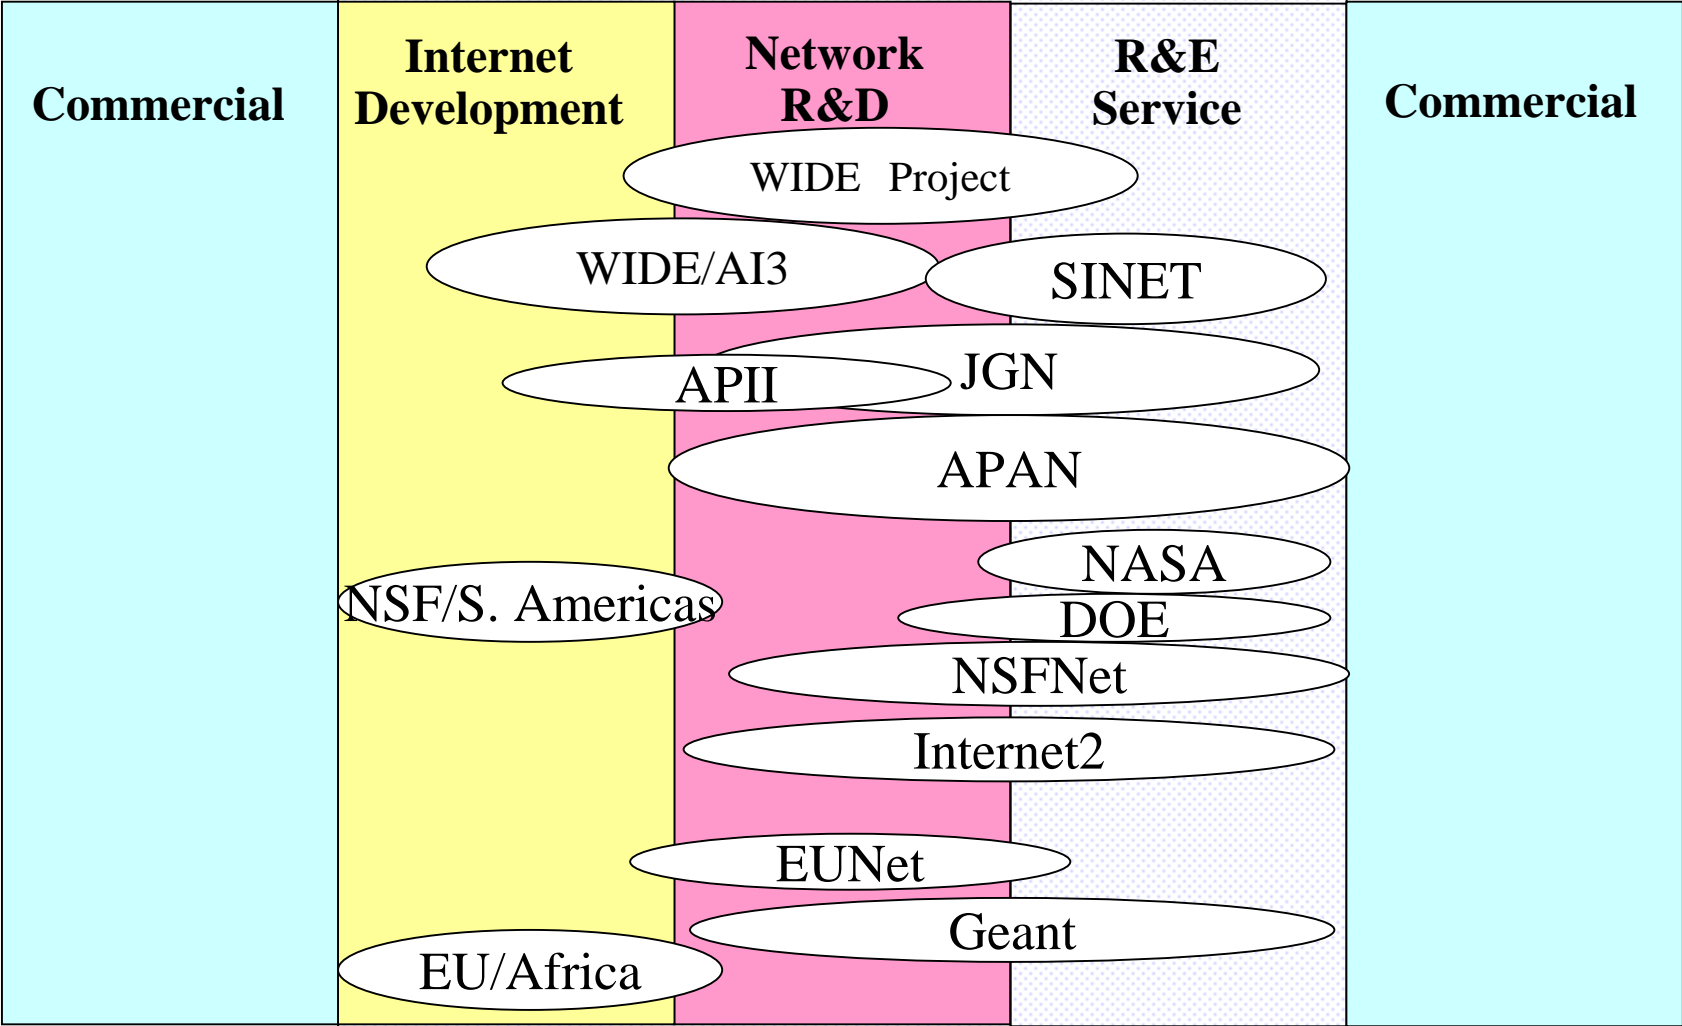 Commercial
Internet
Development
Network
R&D
R&E
Service
Commercial
WIDE Project
WIDE/AI3
SINET
JGN
APII
APAN
NASA
NSF/S. Americas
DOE
NSFNet
Internet2
EUNet
Geant
EU/Africa